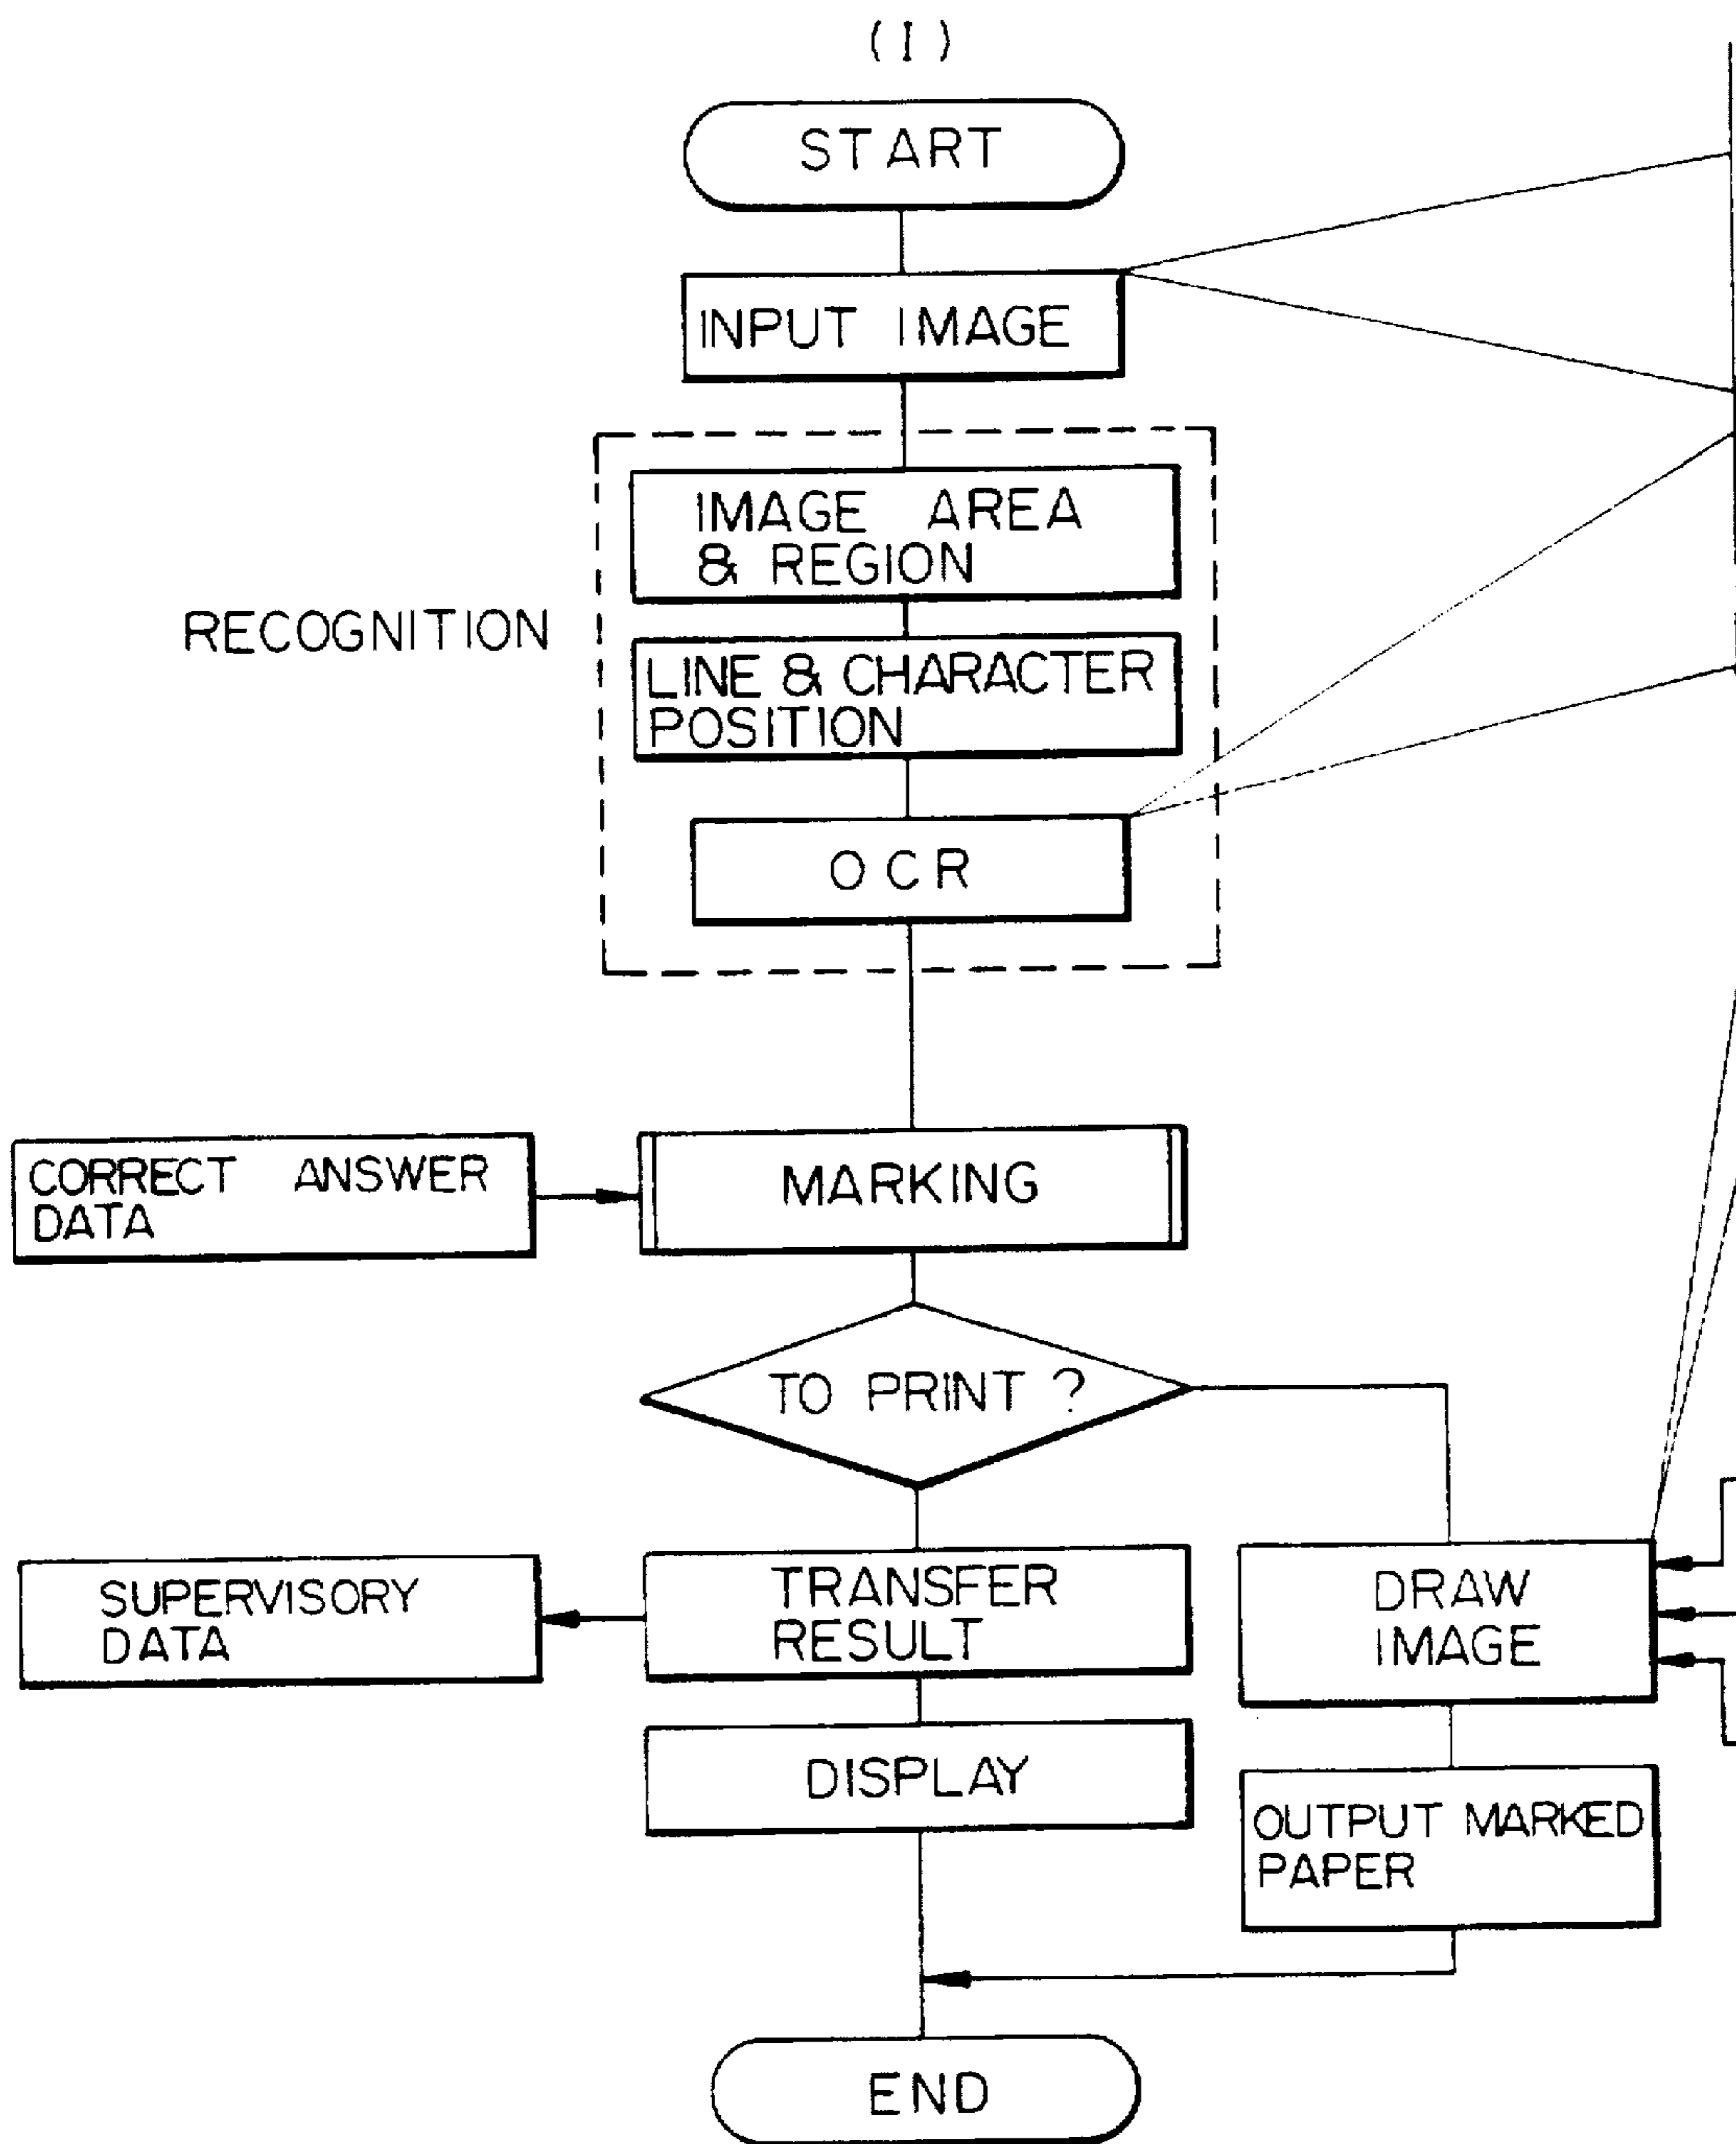 (I)
START
INPUT IMAGE
IMAGE AREA
& REGION
RECOGNITION
LINE & CHARACTER
POSITION
OCR
CORRECT ANSWER
DATA
MARKING
TO PRINT ?
SUPERVISORY
DATA
TRANSFER
RESULT
DRAW
IMAGE
DISPLAY
OUTPUT MARKED
PAPER
END